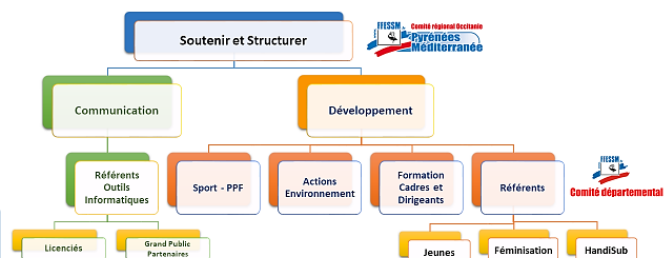 Soutenir et Structurer
FFESSM
Comité régional Occitanie
Pyrénées
Méditerranée
Communication
Développement
Référents
Outils
Informatiques
Sport - PPF
Actions
Environnement
Formation
Cadres et
Dirigeants
Référents
FFESSM
Comité départemental
Licenciés
Grand Public
Partenaires
Jeunes
Féminisation
HandiSub